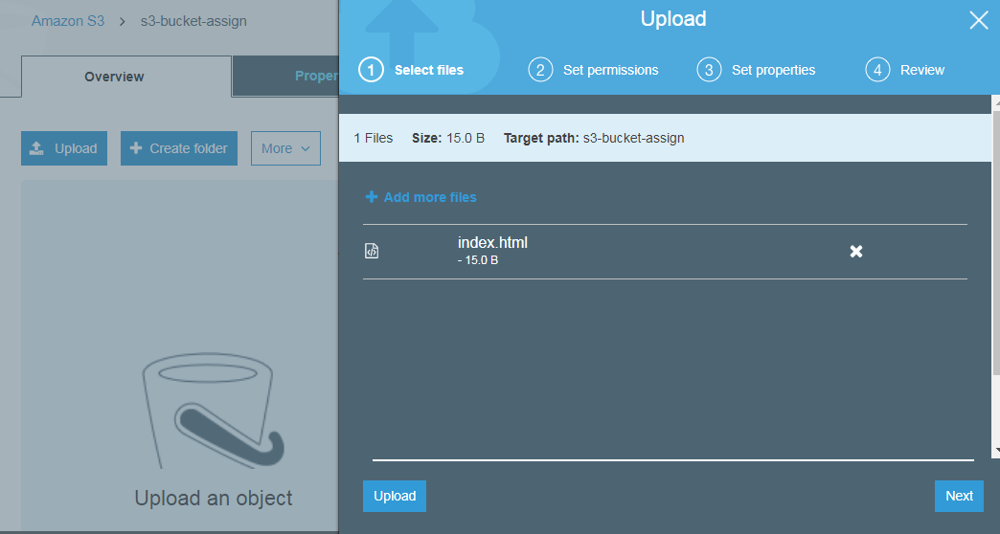 Amazon S3 > s3-bucket-assign
Overview
Proper
Upload
Create folder
More
Upload an object
Upload
1 Select files
2 Set permissions
3 Set properties
4 Review
1 Files Size: 15.0 B Target path: s3-bucket-assign
Add more files
index.html
- 15.0 B
Upload
Next